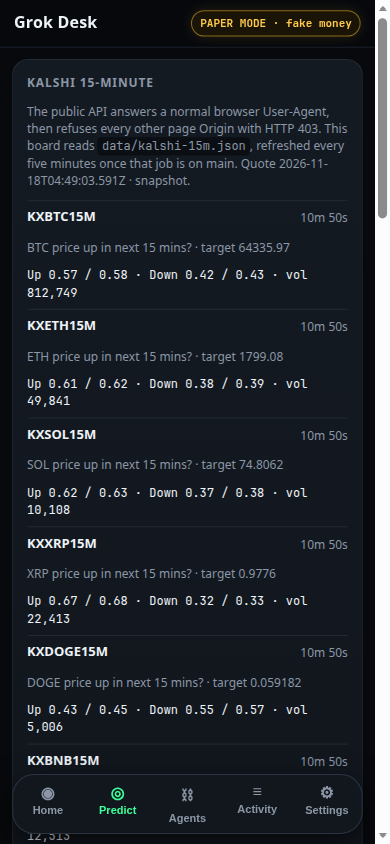 Grok Desk
PAPER MODE · fake money
KALSHI 15-MINUTE
The public API answers a normal browser User-Agent,
then refuses every other page Origin with HTTP 403. This
board reads data/kalshi-15m.json, refreshed every
five minutes once that job is on main. Quote 2026-11-
18T04:49:03.591Z · snapshot.
KXBTC15M 10m 50s
BTC price up in next 15 mins? · target 64335.97
Up 0.57 / 0.58 · Down 0.42 / 0.43 · vol
812,749
KXETH15M 10m 50s
ETH price up in next 15 mins? · target 1799.08
Up 0.61 / 0.62 · Down 0.38 / 0.39 · vol
49,841
KXSOL15M 10m 50s
SOL price up in next 15 mins? · target 74.8062
Up 0.62 / 0.63 · Down 0.37 / 0.38 · vol
10,108
KXXRP15M 10m 50s
XRP price up in next 15 mins? · target 0.9776
Up 0.67 / 0.68 · Down 0.32 / 0.33 · vol
22,413
KXDOGE15M 10m 50s
DOGE price up in next 15 mins? · target 0.059182
Up 0.43 / 0.45 · Down 0.55 / 0.57 · vol
5,006
KXBNB15M 10m 50s
Home Predict Agents Activity Settings
12,513